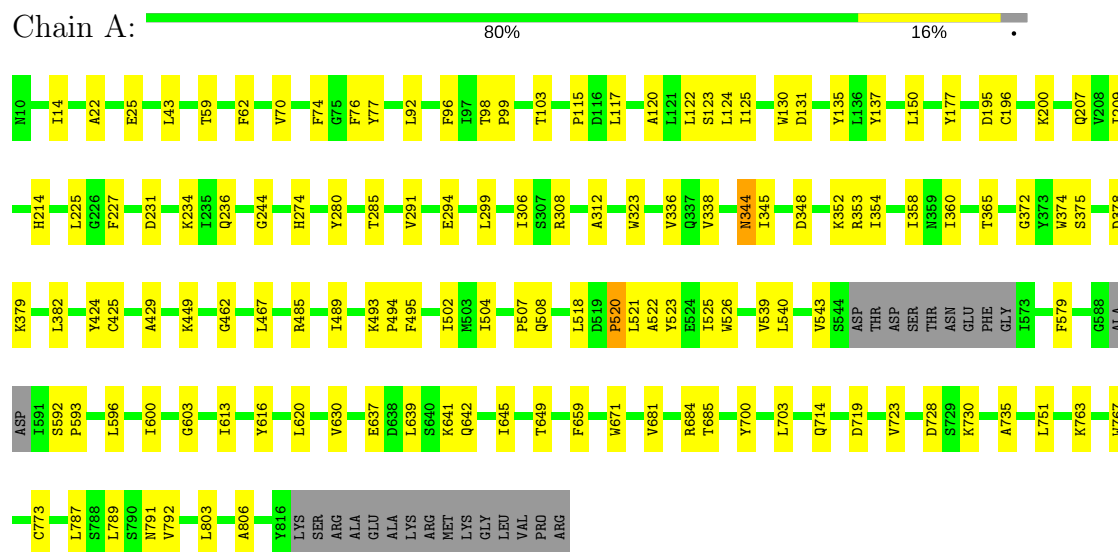 Chain A:
80% 16% •
N10 I14 A22 E25 L43 T59 F62 V70 F74 G75 F76 Y77 L92 F96 I97 T98 P99 T103 P115 D116 L117 A120 L121 L122 S123 L124 I125 W130 D131 Y135 L136 Y137 L150 Y177 D195 C196 K200 Q207 V208 I209
H214 L225 G226 F227 D231 K234 I235 Q236 G244 H274 Y280 T285 V291 E294 L299 I306 S307 R308 A312 W323 V336 Q337 V338 N344 I345 D348 K352 R353 I354 I358 N359 I360 T365 G372 Y373 W374 S375
K379 L382 Y424 C425 A429 K449 G462 L467 R485 I489 K493 P494 F495 I502 M503 I504 P507 Q508 L518 D519 P520 L521 A522 Y523 E524 I525 W526 V539 L540 V543 S544 ASP THR ASP SER THR ASN GLU PHE GLY I573 F579 G588 ALA
ASP I591 S592 P593 L596 I600 G603 I613 Y616 L620 V630 E637 D638 L639 S640 K641 Q642 I645 T649 F659 W671 V681 R684 T685 Y700 L703 Q714 D719 V723 D728 S729 K730 A735 L751 K763 W767
C773 L787 S788 L789 S790 N791 V792 L803 A806 Y816 LYS SER ARG ALA GLU ALA LYS ARG MET LYS GLY LEU VAL PRO ARG